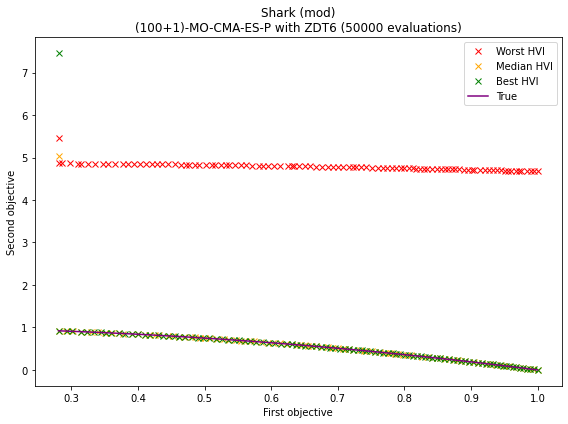 Shark (mod)
(100+1)-MO-CMA-ES-P with ZDT6 (50000 evaluations)
Worst HVI
Median HVI
Best HVI
True
Second objective
7
6
5
4
3
2
1
0
0.3 0.4 0.5 0.6 0.7 0.8 0.9 1.0
First objective